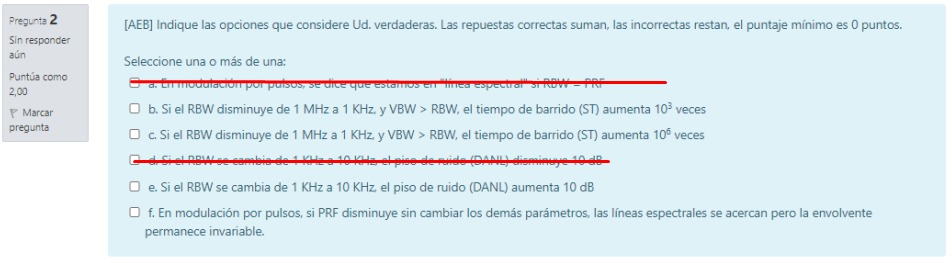 Pregunta 2
Sin responder
aún
Puntúa como
2,00
Marcar
pregunta
[AEB] Indique las opciones que considere Ud. verdaderas. Las repuestas correctas suman, las incorrectas restan, el puntaje mínimo es 0 puntos.
Seleccione una o más de una:
a. En modulación por pulsos, se dice que estamos en "línea espectral" si RBW = PRF
b. Si el RBW disminuye de 1 MHz a 1 KHz, y VBW > RBW, el tiempo de barrido (ST) aumenta 10³ veces
c. Si el RBW disminuye de 1 MHz a 1 KHz, y VBW > RBW, el tiempo de barrido (ST) aumenta 10⁶ veces
d. Si el RBW se cambia de 1 KHz a 10 KHz, el piso de ruido (DANL) disminuye 10 dB
e. Si el RBW se cambia de 1 KHz a 10 KHz, el piso de ruido (DANL) aumenta 10 dB
f. En modulación por pulsos, si PRF disminuye sin cambiar los demás parámetros, las líneas espectrales se acercan pero la envolvente
permanece invariable.